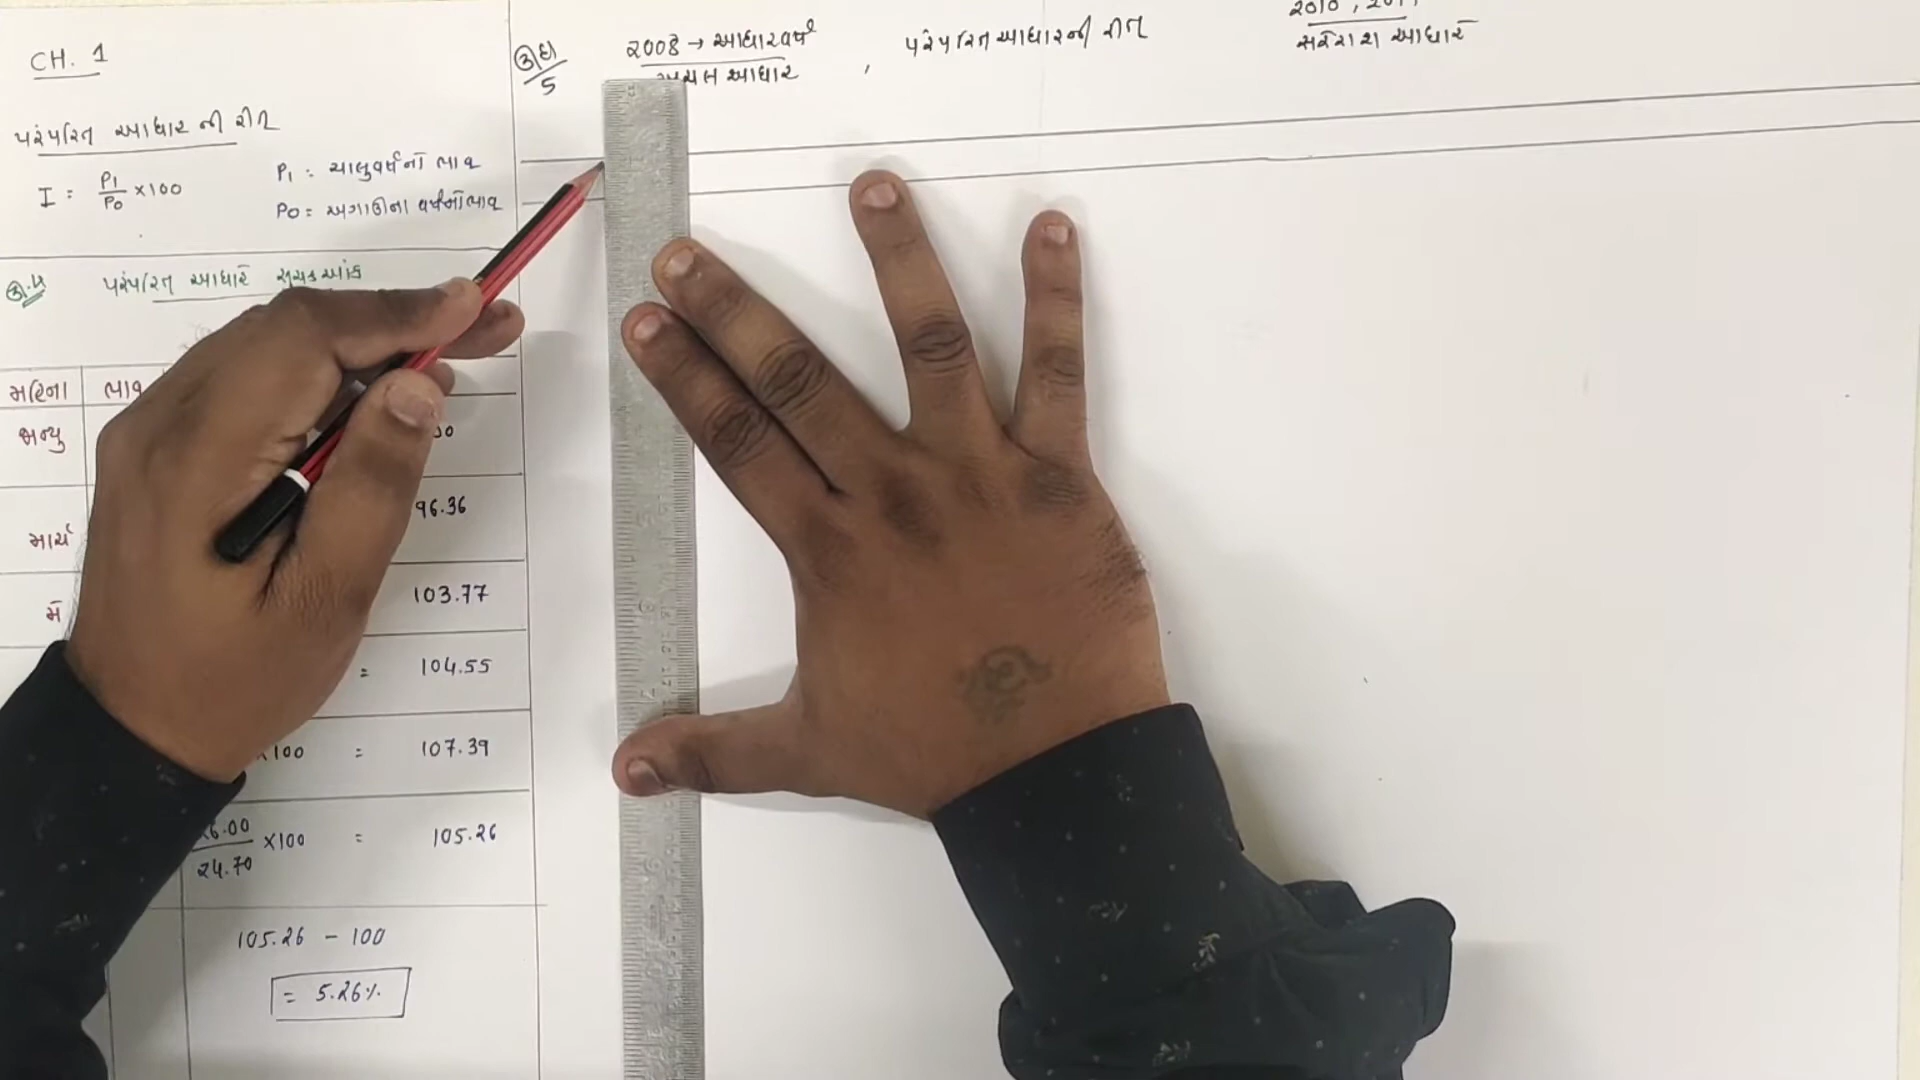 CH. 1
પરંપરિત આધાર ની રીત
I = P1/P0 ×100
P1 = ચાલુવર્ષનો ભાવ
P0 = અગાઉના વર્ષનો ભાવ
પરંપરિત આધારે સૂચક આંક
મહિના ભાવ
જાન્યુ
માર્ચ 96.36
મે 103.77
= 104.55
×100 = 107.39
26.00/24.70 ×100 = 105.26
105.26 - 100
= 5.26%
ઉદા 5
2008 → આધારવર્ષ
અચલ આધાર , પરંપરિત આધારની રીત
સરેરાશ આધારે